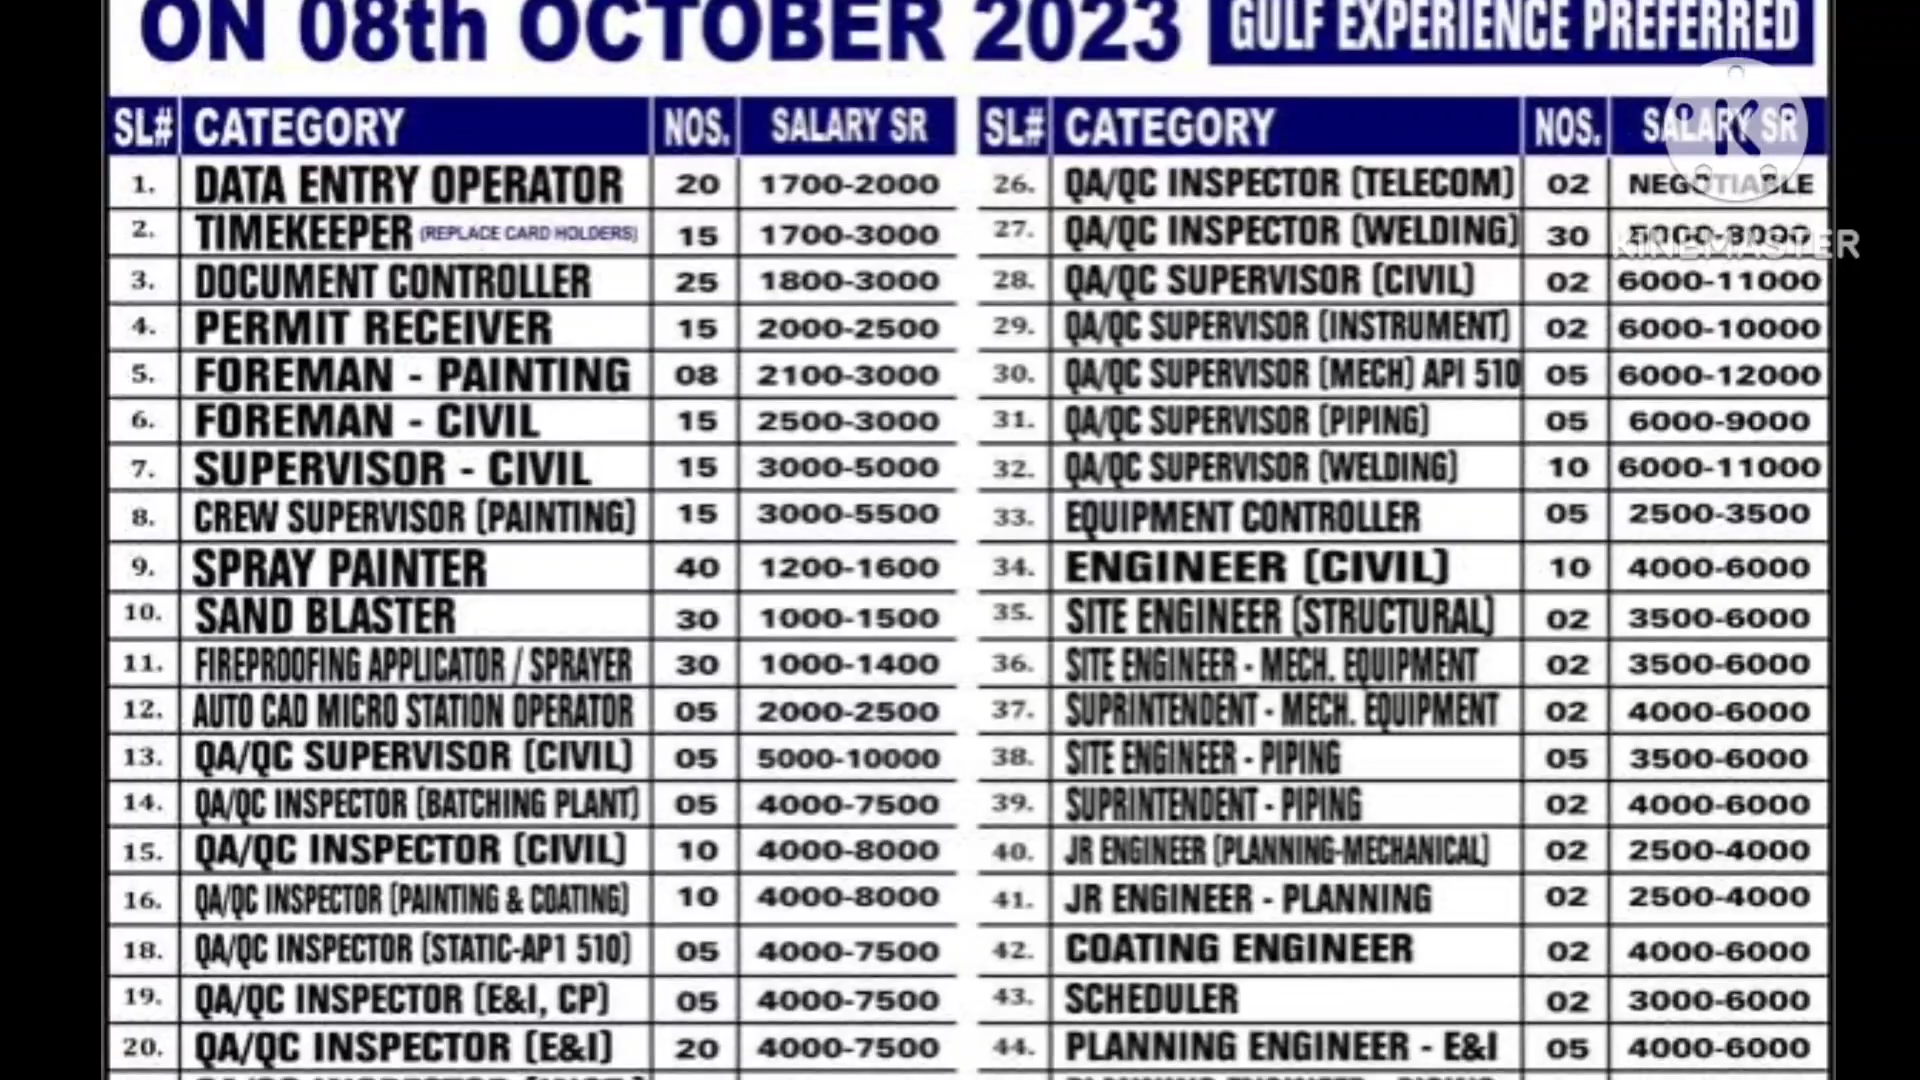 ON 08th OCTOBER 2023 GULF EXPERIENCE PREFERRED
SL# CATEGORY NOS. SALARY SR
1. DATA ENTRY OPERATOR 20 1700-2000
2. TIMEKEEPER (REPLACE CARD HOLDERS) 15 1700-3000
3. DOCUMENT CONTROLLER 25 1800-3000
4. PERMIT RECEIVER 15 2000-2500
5. FOREMAN - PAINTING 08 2100-3000
6. FOREMAN - CIVIL 15 2500-3000
7. SUPERVISOR - CIVIL 15 3000-5000
8. CREW SUPERVISOR (PAINTING) 15 3000-5500
9. SPRAY PAINTER 40 1200-1600
10. SAND BLASTER 30 1000-1500
11. FIREPROOFING APPLICATOR / SPRAYER 30 1000-1400
12. AUTO CAD MICRO STATION OPERATOR 05 2000-2500
13. QA/QC SUPERVISOR (CIVIL) 05 5000-10000
14. QA/QC INSPECTOR (BATCHING PLANT) 05 4000-7500
15. QA/QC INSPECTOR (CIVIL) 10 4000-8000
16. QA/QC INSPECTOR (PAINTING & COATING) 10 4000-8000
18. QA/QC INSPECTOR (STATIC-AP1 510) 05 4000-7500
19. QA/QC INSPECTOR (E&I, CP) 05 4000-7500
20. QA/QC INSPECTOR (E&I) 20 4000-7500
SL# CATEGORY NOS. SALARY SR
26. QA/QC INSPECTOR (TELECOM) 02 NEGOTIABLE
27. QA/QC INSPECTOR (WELDING) 30
KINEMASTER
28. QA/QC SUPERVISOR (CIVIL) 02 6000-11000
29. QA/QC SUPERVISOR (INSTRUMENT) 02 6000-10000
30. QA/QC SUPERVISOR (MECH) API 510 05 6000-12000
31. QA/QC SUPERVISOR (PIPING) 05 6000-9000
32. QA/QC SUPERVISOR (WELDING) 10 6000-11000
33. EQUIPMENT CONTROLLER 05 2500-3500
34. ENGINEER (CIVIL) 10 4000-6000
35. SITE ENGINEER (STRUCTURAL) 02 3500-6000
36. SITE ENGINEER - MECH. EQUIPMENT 02 3500-6000
37. SUPRINTENDENT - MECH. EQUIPMENT 02 4000-6000
38. SITE ENGINEER - PIPING 05 3500-6000
39. SUPRINTENDENT - PIPING 02 4000-6000
40. JR ENGINEER (PLANNING-MECHANICAL) 02 2500-4000
41. JR ENGINEER - PLANNING 02 2500-4000
42. COATING ENGINEER 02 4000-6000
43. SCHEDULER 02 3000-6000
44. PLANNING ENGINEER - E&I 05 4000-6000